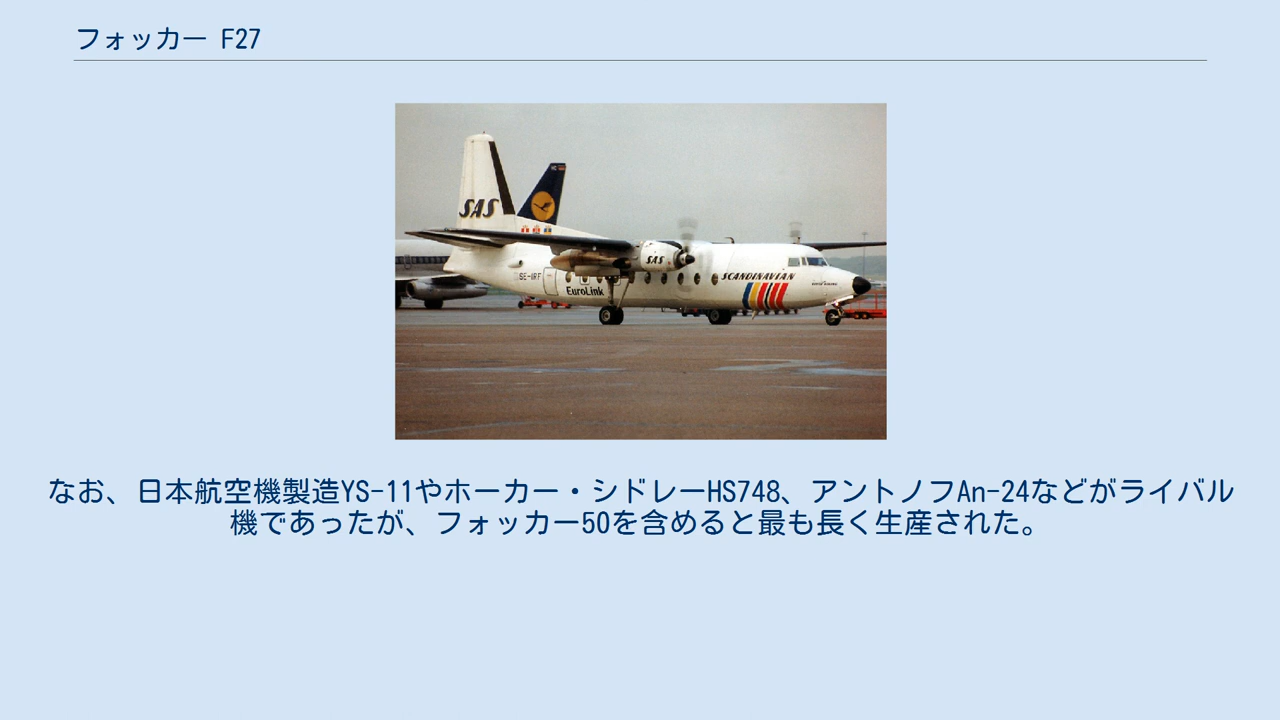 フォッカー F27
SAS
SAS
SE-IRF
EuroLink
SCANDINAVIAN
なお、日本航空機製造YS-11やホーカー・シドレーHS748、アントノフAn-24などがライバル
機であったが、フォッカー50を含めると最も長く生産された。